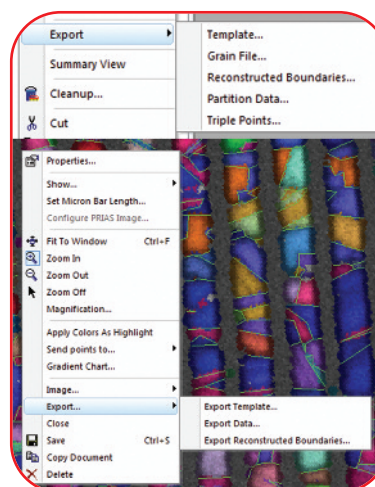 Export
Summary View
Cleanup...
Cut
Template...
Grain File...
Reconstructed Boundaries...
Partition Data...
Triple Points...
Properties...
Show...
Set Micron Bar Length...
Configure PRIAS Image...
Fit To Window Ctrl+F
Zoom In
Zoom Out
Zoom Off
Magnification...
Apply Colors As Highlight
Send points to...
Gradient Chart...
Image...
Export...
Close
Save Ctrl+S
Copy Document
Delete
Export Template...
Export Data...
Export Reconstructed Boundaries...